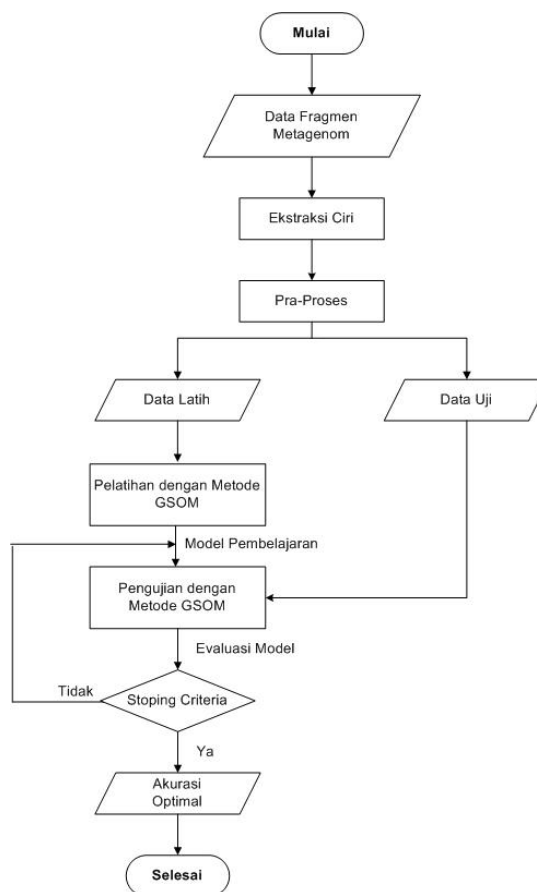 Mulai
Data Fragmen
Metagenom
Ekstraksi Ciri
Pra-Proses
Data Latih
Data Uji
Pelatihan dengan Metode
GSOM
Model Pembelajaran
Pengujian dengan
Metode GSOM
Evaluasi Model
Tidak
Stoping Criteria
Ya
Akurasi
Optimal
Selesai